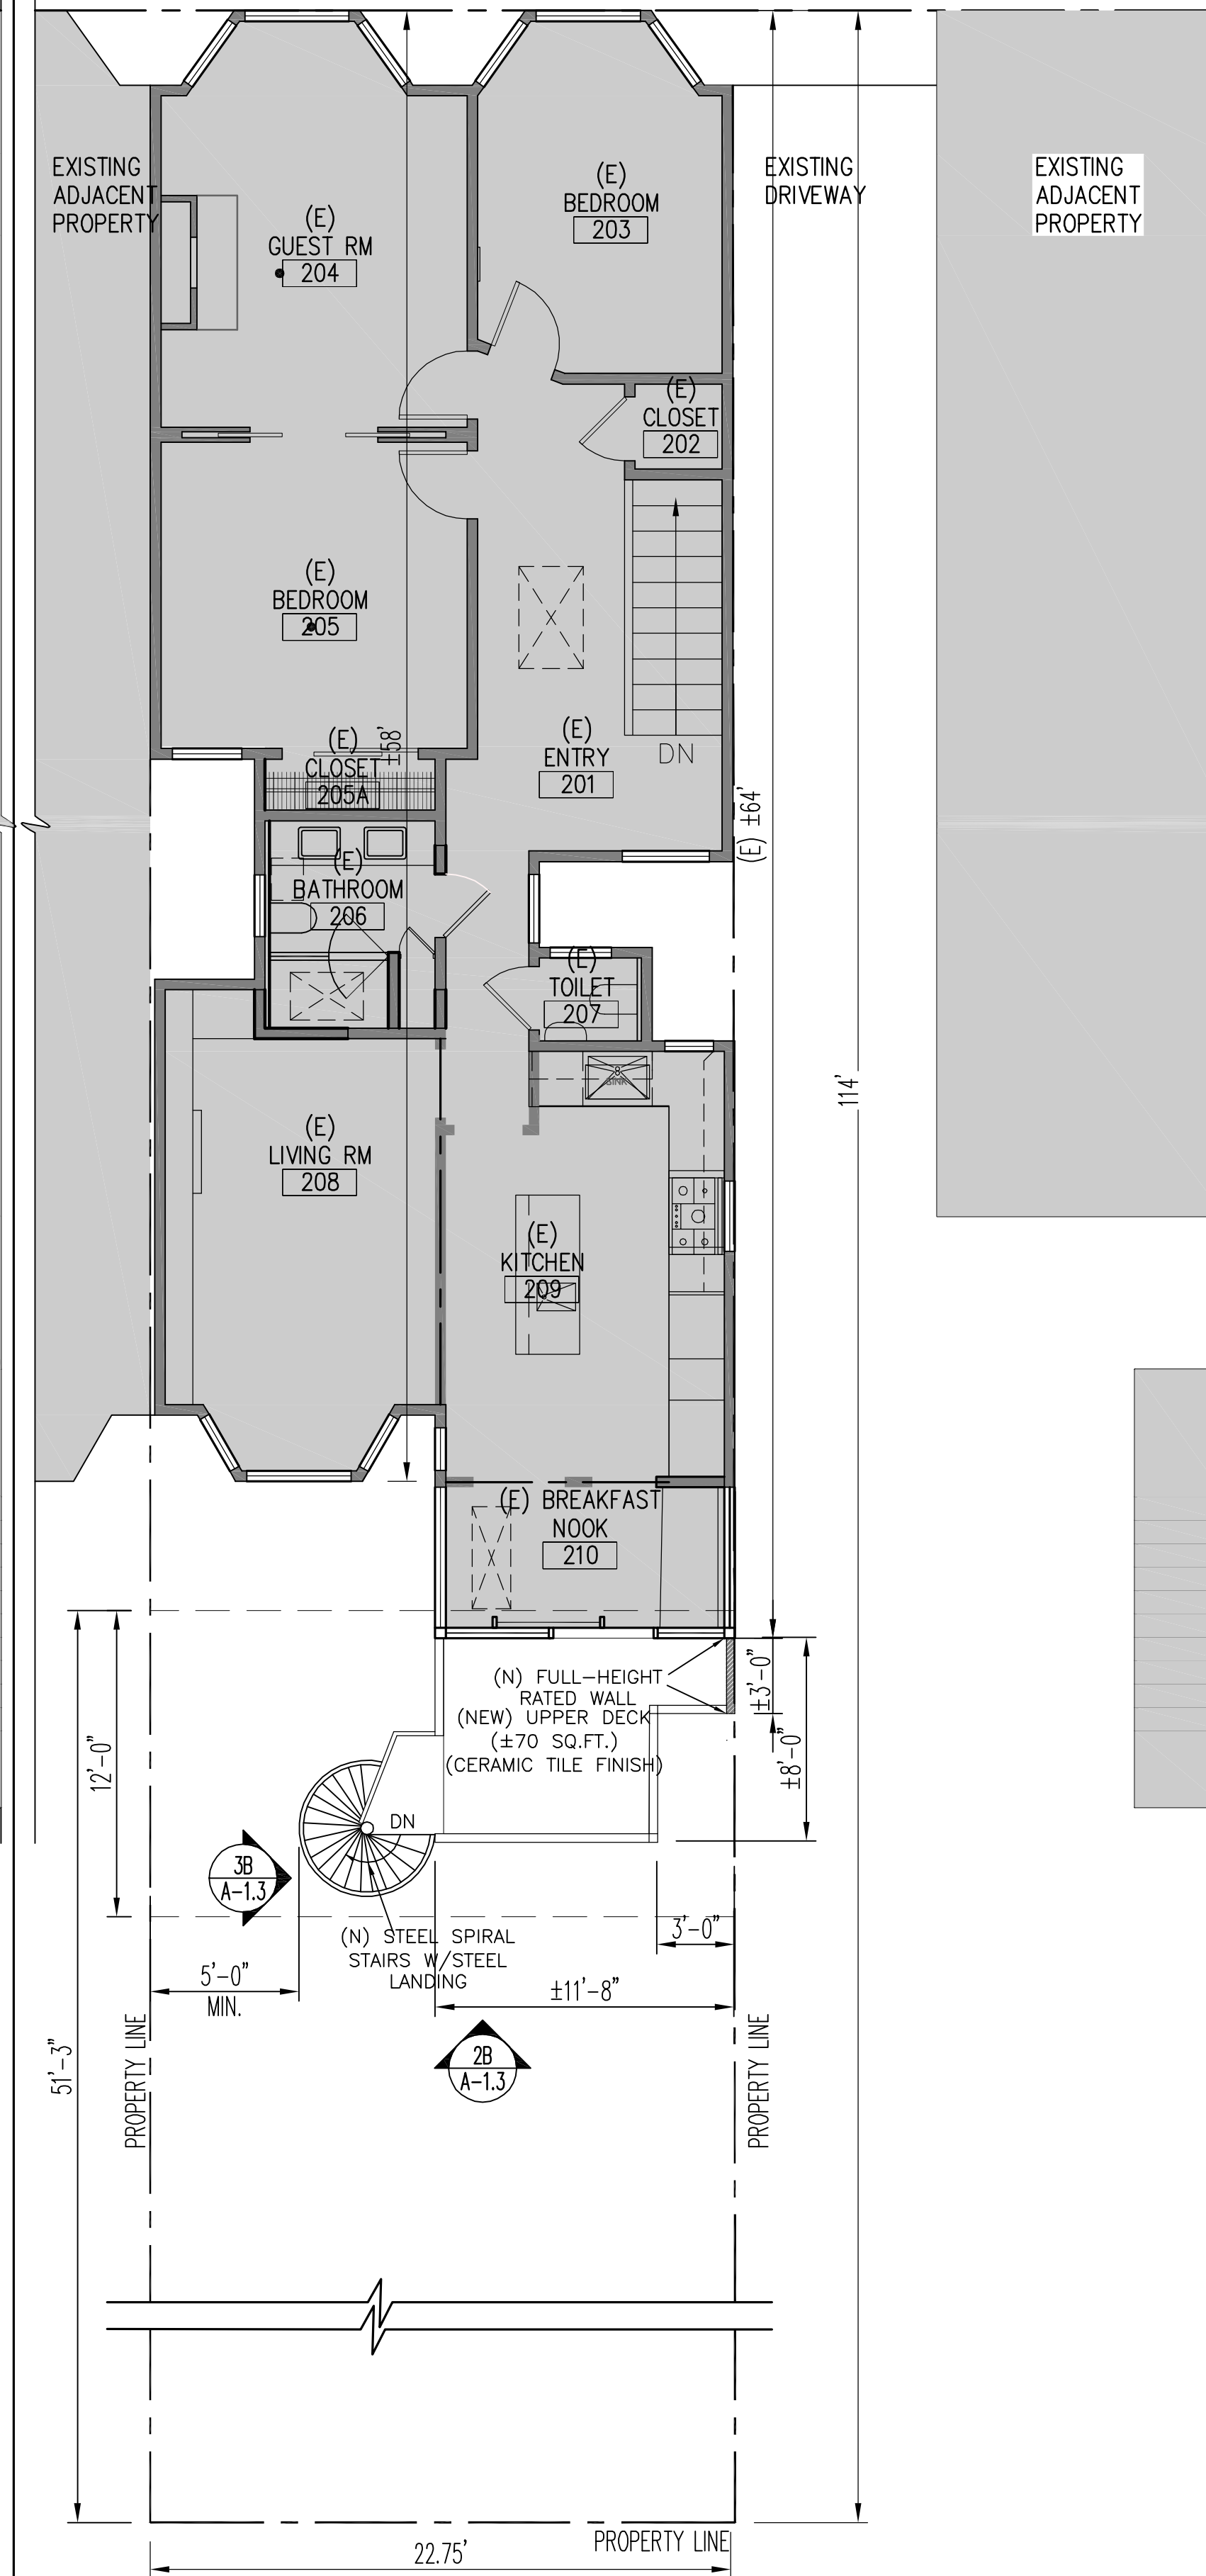 EXISTING
ADJACENT
PROPERTY
(E)
GUEST RM
204
(E)
BEDROOM
203
EXISTING
DRIVEWAY
EXISTING
ADJACENT
PROPERTY
(E)
CLOSET
202
(E)
BEDROOM
205
(E)
CLOSET
205A
±58'
(E)
ENTRY
201
DN
(E) ±64'
(E)
BATHROOM
206
(E)
TOILET
207
114'
SINK
(E)
LIVING RM
208
(E)
KITCHEN
209
(E) BREAKFAST
NOOK
210
(N) FULL-HEIGHT
RATED WALL
(NEW) UPPER DECK
(±70 SQ.FT.)
(CERAMIC TILE FINISH)
±3'-0"
±8'-0"
12'-0"
DN
3B
A-1.3
(N) STEEL SPIRAL
STAIRS W/STEEL
LANDING
3'-0"
5'-0"
MIN.
±11'-8"
51'-3"
PROPERTY LINE
2B
A-1.3
PROPERTY LINE
PROPERTY LINE
22.75'